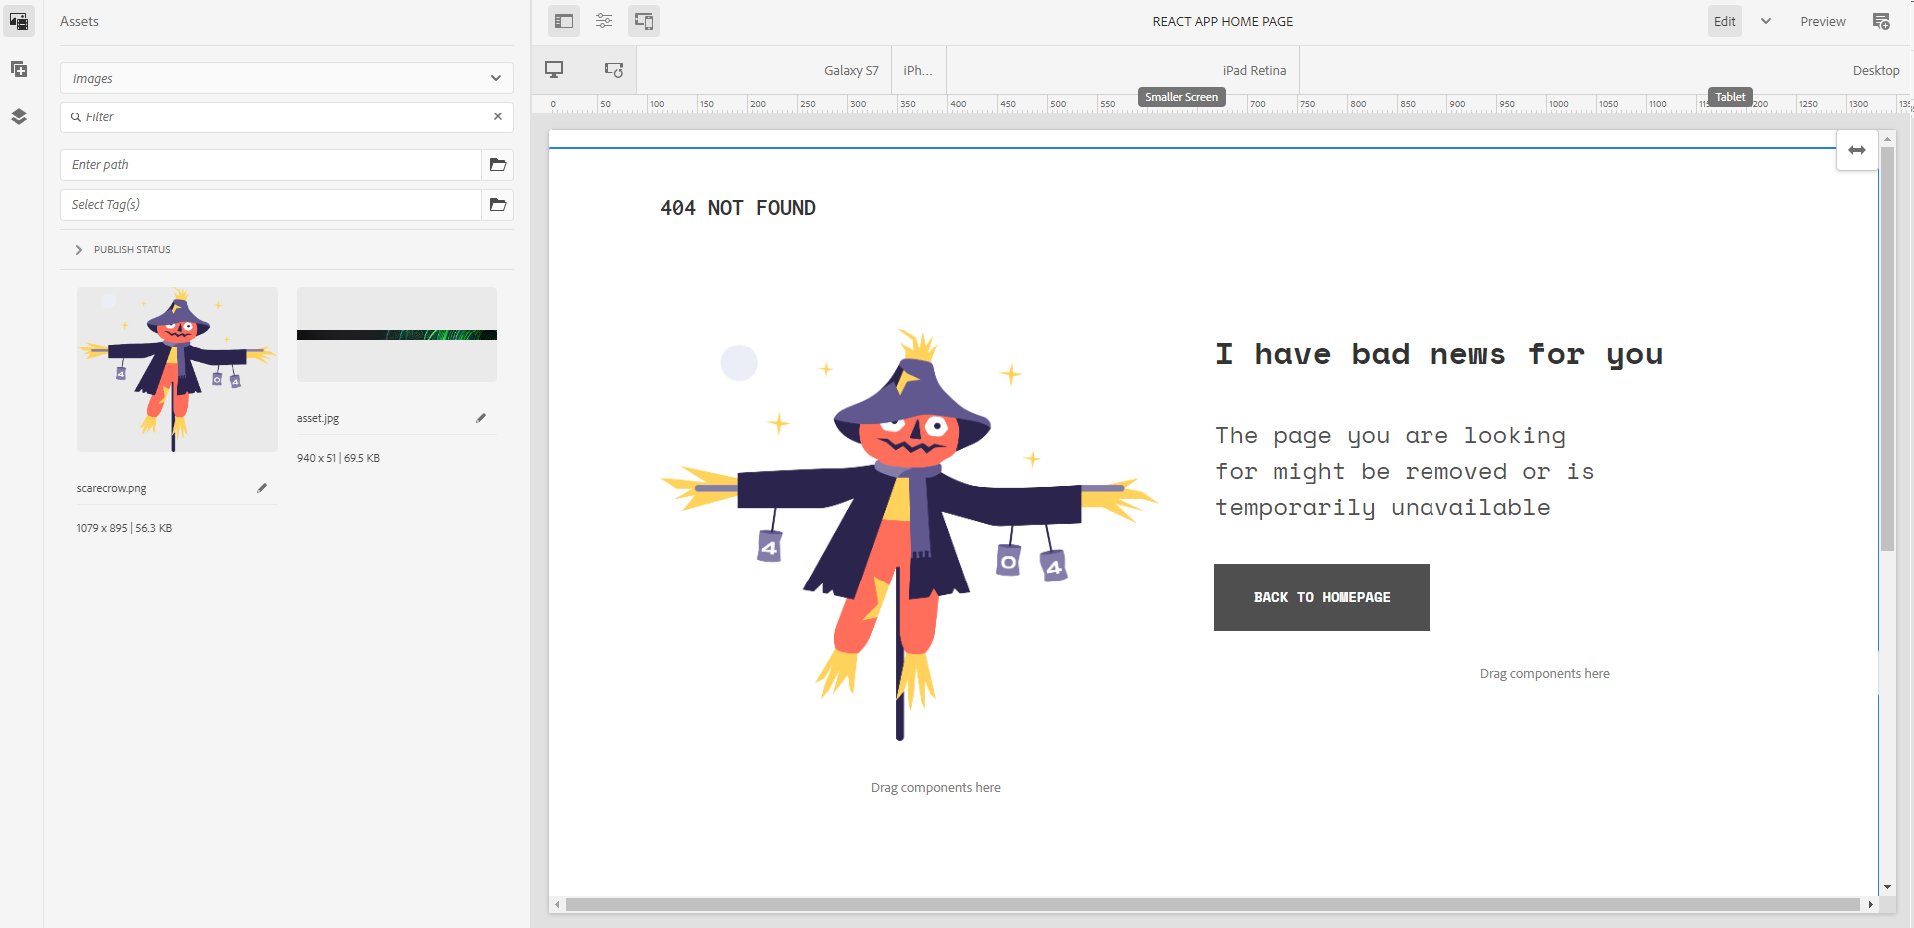 Assets
Images
Filter
Enter path
Select Tag(s)
PUBLISH STATUS
4
0
4
scarecrow.png
1079 x 895 | 56.3 KB
asset.jpg
940 x 51 | 69.5 KB
REACT APP HOME PAGE
Edit
Preview
Galaxy S7
iPh...
iPad Retina
Desktop
Smaller Screen
Tablet
0 50 100 150 200 250 300 350 400 450 500 550 700 750 800 850 900 950 1000 1050 1100 1200 1250 1300
404 NOT FOUND
4
0
4
Drag components here
I have bad news for you
The page you are looking
for might be removed or is
temporarily unavailable
BACK TO HOMEPAGE
Drag components here